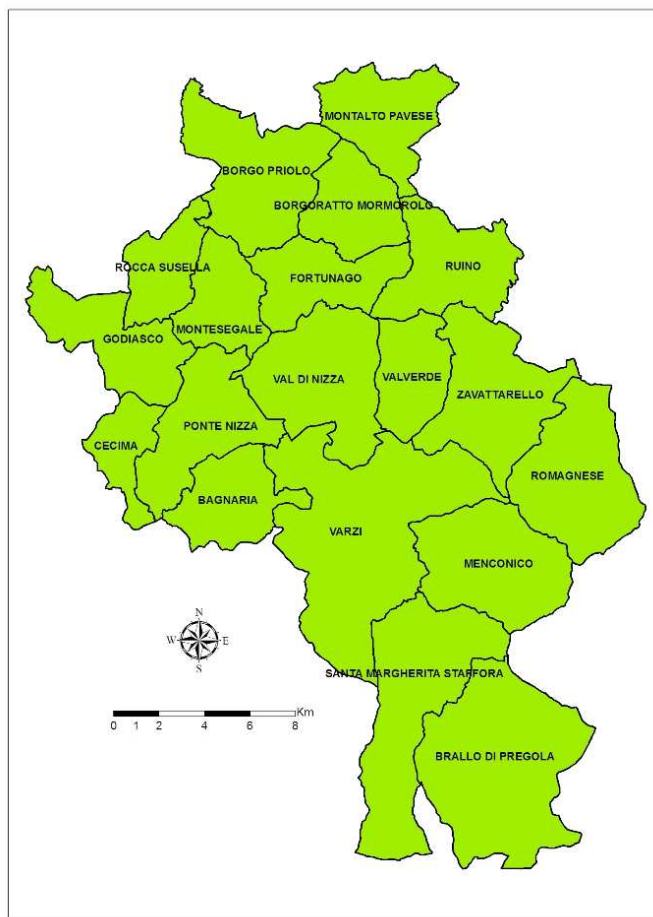 MONTALTO PAVESE
BORGO PRIOLO
BORGORATTO MORMOROLO
ROCCA SUSELLA
FORTUNAGO
RUINO
MONTESEGALE
GODIASCO
VAL DI NIZZA
VALVERDE
ZAVATTARELLO
PONTE NIZZA
CECIMA
ROMAGNESE
BAGNARIA
VARZI
MENCONICO
N
W E
S
SANTA MARGHERITA STAFFORA
Km
0 1 2 4 6 8
BRALLO DI PREGOLA